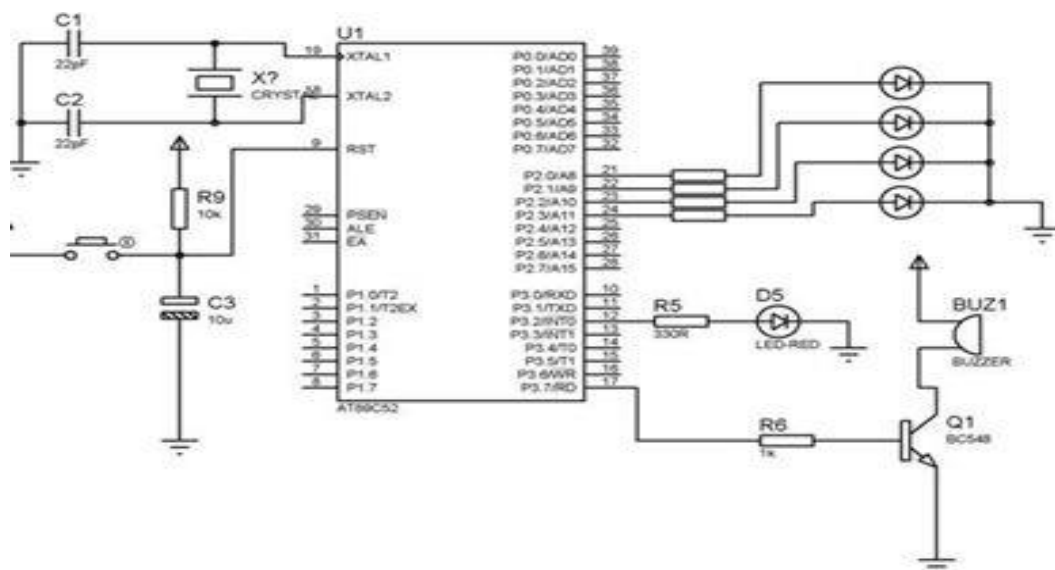 C1
22pF
C2
22pF
X?
CRYSTAL
R9
10k
C3
10u
U1
19 XTAL1
18 XTAL2
9 RST
29 PSEN
30 ALE
31 EA
1 P1.0/T2
2 P1.1/T2EX
3 P1.2
4 P1.3
5 P1.4
6 P1.5
7 P1.6
8 P1.7
P0.0/AD0 39
P0.1/AD1 38
P0.2/AD2 37
P0.3/AD3 36
P0.4/AD4 35
P0.5/AD5 34
P0.6/AD6 33
P0.7/AD7 32
P2.0/A8 21
P2.1/A9 22
P2.2/A10 23
P2.3/A11 24
P2.4/A12 25
P2.5/A13 26
P2.6/A14 27
P2.7/A15 28
P3.0/RXD 10
P3.1/TXD 11
P3.2/INT0 12
P3.3/INT1 13
P3.4/T0 14
P3.5/T1 15
P3.6/WR 16
P3.7/RD 17
AT89C52
R5
330R
D5
LED-RED
BUZ1
BUZZER
R6
1k
Q1
BC548